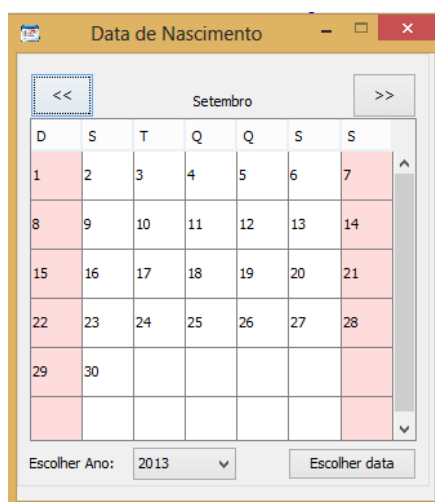 Data de Nascimento
<< Setembro >>
D S T Q Q S S
1 2 3 4 5 6 7
8 9 10 11 12 13 14
15 16 17 18 19 20 21
22 23 24 25 26 27 28
29 30
Escolher Ano: 2013 Escolher data